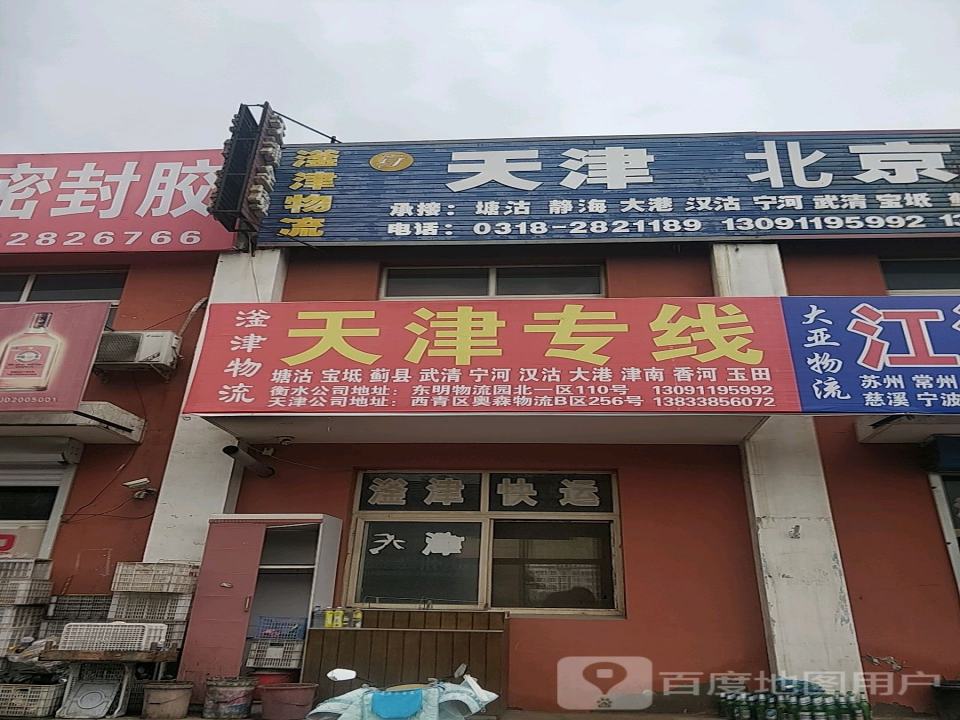 密封胶
2826766
滏津物流
天津 北京
承接: 塘沽 静海 大港 汉沽 宁河 武清 宝坻 蓟
电话: 0318-2821189 13091195992 13
滏津物流
天津专线
塘沽 宝坻 蓟县 武清 宁河 汉沽 大港 津南 香河 玉田
衡水公司地址: 东明物流园北一区110号 13091195992
天津公司地址: 西青区奥森物流B区256号 13833856072
大亚物流
江
苏州 常州
慈溪 宁波
JD2005001
滏津快运
天津
百度地图用户